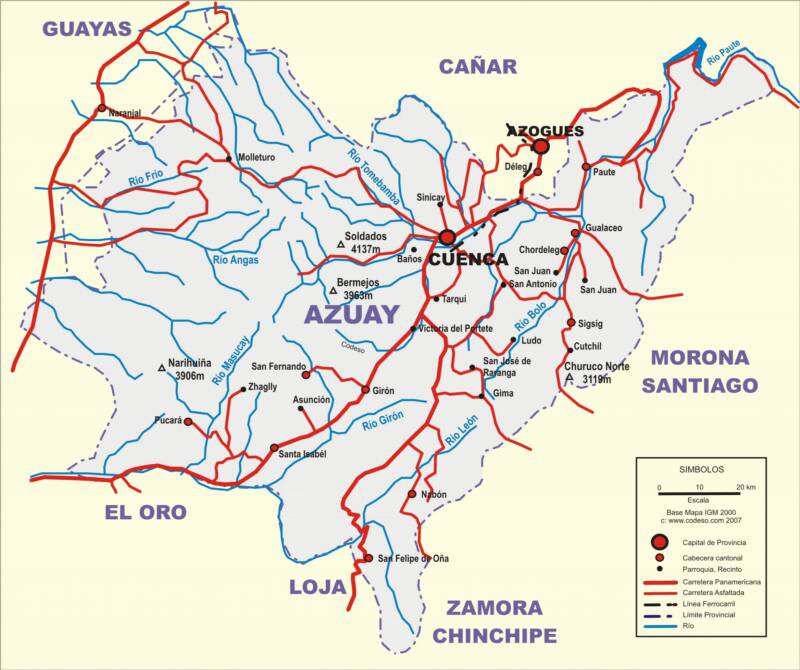 GUAYAS
CAÑAR
Río Paute
Naranjal
AZOGUES
Déleg
Molleturo
Río Tomebamba
Río Frio
Paute
Sinicay
Soldados
4137m
Gualaceo
Chordeleg
Baños
CUENCA
Río Angas
San Juan
San Antonio
San Juan
Bermejos
3963m
Tarqui
AZUAY
Río Bolo
Victoria del Portete
Sigsig
Codeso
Ludo
Cutchil
Río Masucay
Narihuiña
3906m
San Fernando
San José de
Raranga
Churuco Norte
3119m
MORONA
SANTIAGO
Zhaglly
Girón
Gima
Asunción
Pucará
Río Girón
Río León
Santa Isabél
Nabón
EL ORO
San Felipe de Oña
LOJA
ZAMORA
CHINCHIPE
SIMBOLOS
0 10 20 km
Escala
Base Mapa IGM 2000
c: www.codeso.com 2007
Capital de Provincia
Cabecera cantonal
Parroquia, Recinto
Carretera Panamericana
Carretera Asfaltada
Línea Ferrocarril
Límite Provincial
Río